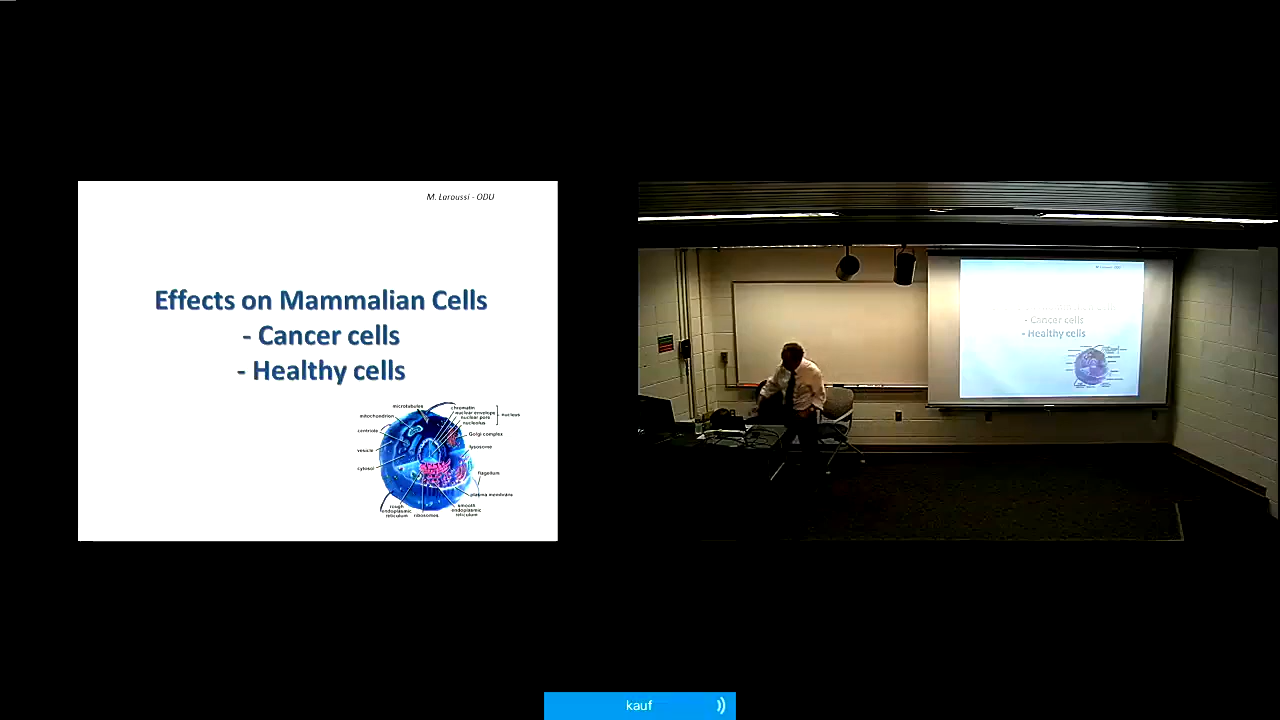 M. Laroussi - ODU
Effects on Mammalian Cells
- Cancer cells
- Healthy cells
microtubules
chromatin
nuclear envelope
nuclear pore
nucleolus
nucleus
mitochondrion
centriole
Golgi complex
vesicle
lysosome
cytosol
flagellum
plasma membrane
rough
endoplasmic
reticulum
ribosomes
smooth
endoplasmic
reticulum
- Cancer cells
- Healthy cells
kauf